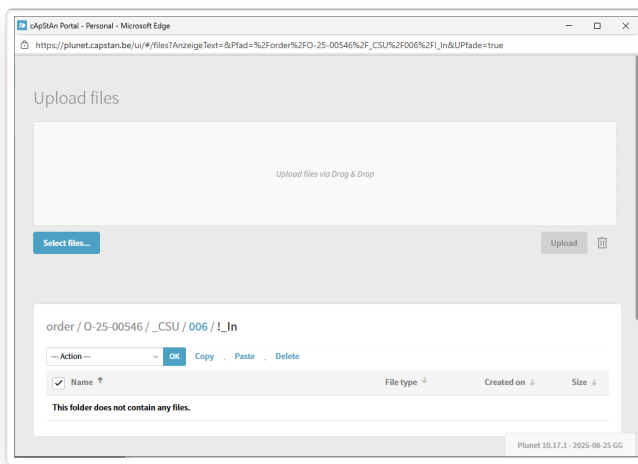 cApStAn Portal - Personal - Microsoft Edge
https://plunet.capstan.be/ui/#/files?AnzeigeText=&Pfad=%2Forder%2FO-25-00546%2F_CSU%2F006%2F!_In&UPfade=true
Upload files
Upload files via Drag & Drop
Select files...
Upload
order / O-25-00546 / _CSU / 006 / !_In
--- Action ---
OK
Copy , Paste , Delete
Name ↑ File type ↓ Created on ↓ Size ↓
This folder does not contain any files.
Plunet 10.17.1 - 2025-08-25 GG